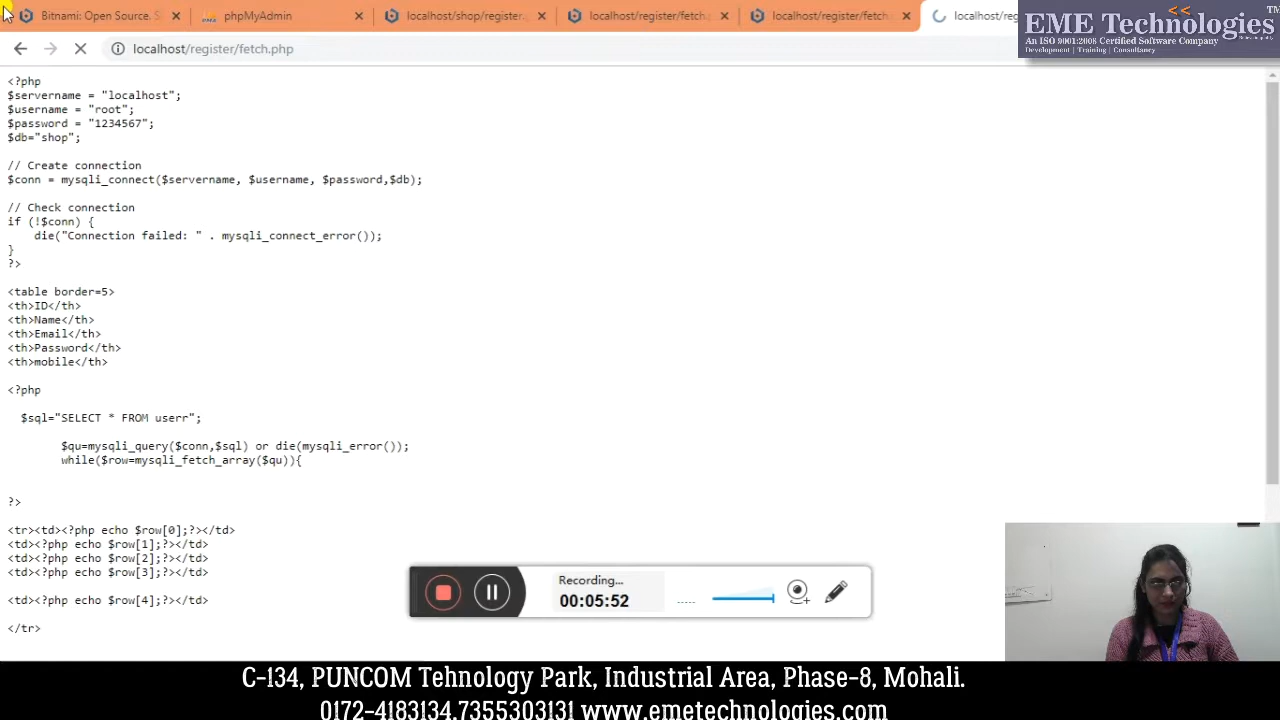 Bitnami: Open Source. S
phpMyAdmin
localhost/shop/register.
localhost/register/fetch.
localhost/register/fetch.
localhost/reg
localhost/register/fetch.php
<<
EME Technologies
TM
An ISO 9001:2008 Certified Software Company
Development | Training | Consultancy
<?php
$servername = "localhost";
$username = "root";
$password = "1234567";
$db="shop";
// Create connection
$conn = mysqli_connect($servername, $username, $password,$db);
// Check connection
if (!$conn) {
    die("Connection failed: " . mysqli_connect_error());
}
?>
<table border=5>
<th>ID</th>
<th>Name</th>
<th>Email</th>
<th>Password</th>
<th>mobile</th>
<?php
  $sql="SELECT * FROM userr";
        $qu=mysqli_query($conn,$sql) or die(mysqli_error());
        while($row=mysqli_fetch_array($qu)){
?>
<tr><td><?php echo $row[0];?></td>
<td><?php echo $row[1];?></td>
<td><?php echo $row[2];?></td>
<td><?php echo $row[3];?></td>
<td><?php echo $row[4];?></td>
</tr>
Recording...
00:05:52
C-134, PUNCOM Tehnology Park, Industrial Area, Phase-8, Mohali.
0172-4183134,7355303131 www.emetechnologies.com